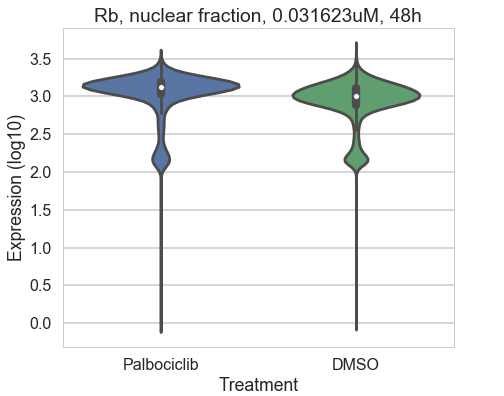 Rb, nuclear fraction, 0.031623uM, 48h
3.5
3.0
2.5
2.0
1.5
1.0
0.5
0.0
Expression (log10)
Palbociclib
DMSO
Treatment